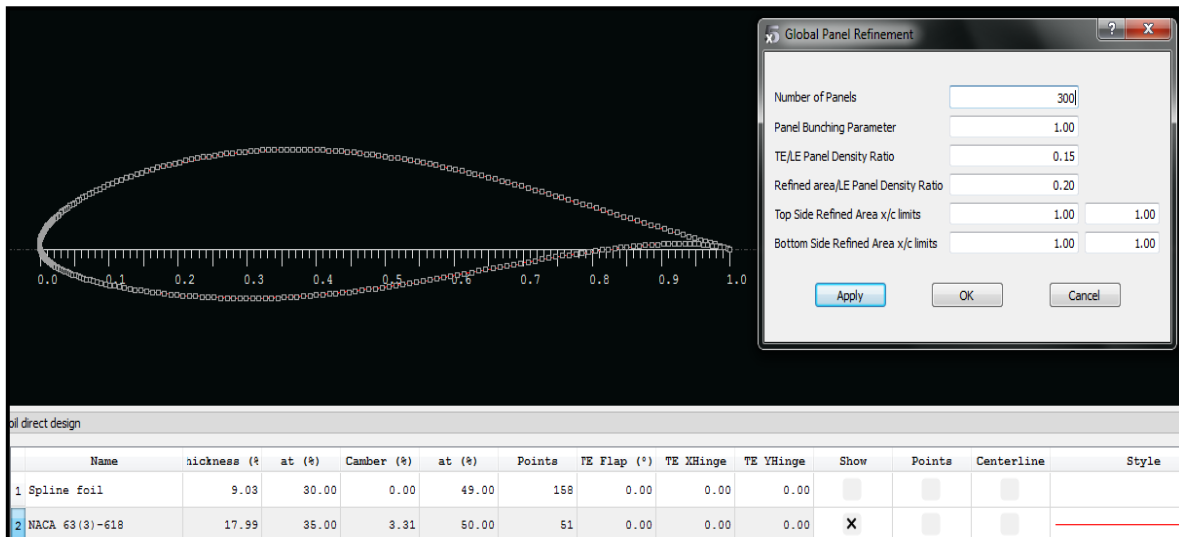 Global Panel Refinement
Number of Panels 300
Panel Bunching Parameter 1.00
TE/LE Panel Density Ratio 0.15
Refined area/LE Panel Density Ratio 0.20
Top Side Refined Area x/c limits 1.00 1.00
Bottom Side Refined Area x/c limits 1.00 1.00
Apply OK Cancel
0.0 0.1 0.2 0.3 0.4 0.5 0.6 0.7 0.8 0.9 1.0
oil direct design
Name hickness (% at (%) Camber (%) at (%) Points TE Flap (°) TE XHinge TE YHinge Show Points Centerline Style
1 Spline foil 9.03 30.00 0.00 49.00 158 0.00 0.00 0.00
2 NACA 63(3)-618 17.99 35.00 3.31 50.00 51 0.00 0.00 0.00 X